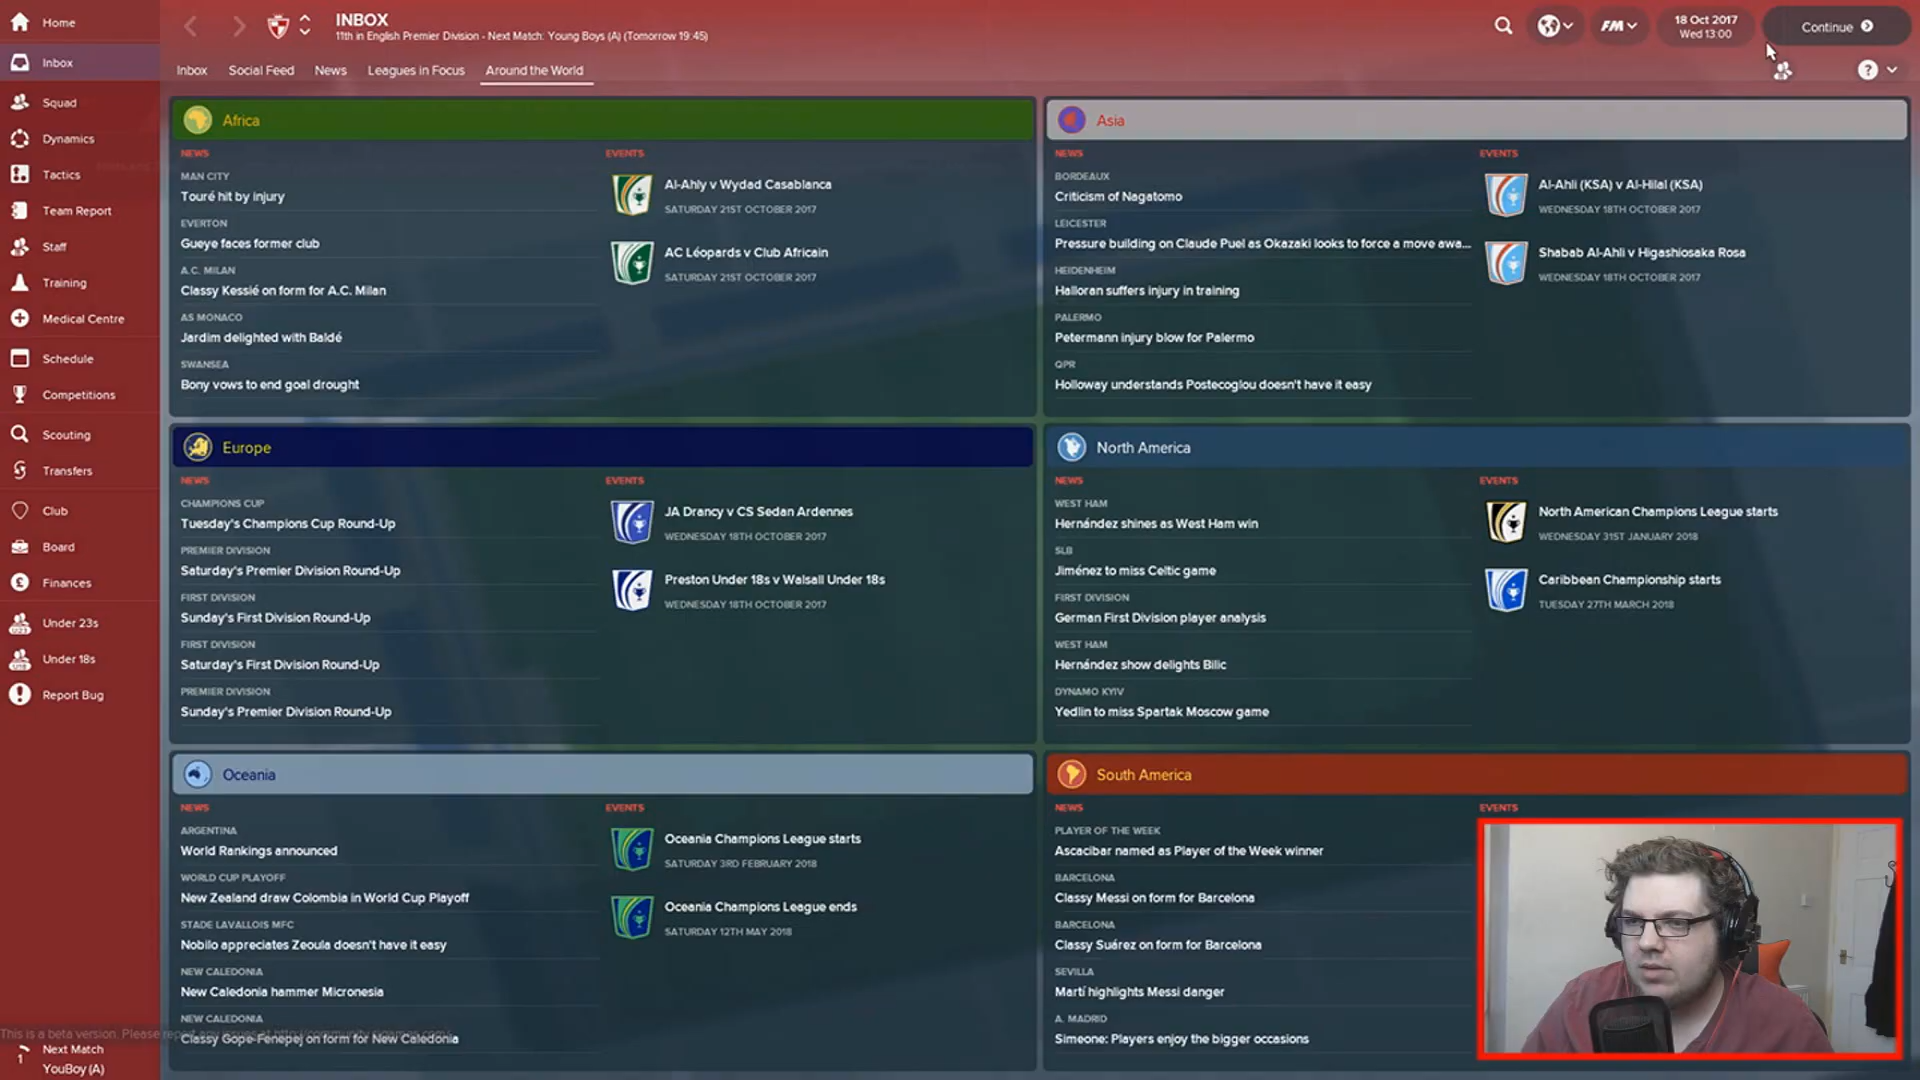 Home
Inbox
Squad
Dynamics
Tactics
Team Report
Staff
Training
Medical Centre
Schedule
Competitions
Scouting
Transfers
Club
Board
Finances
Under 23s
Under 18s
Report Bug
INBOX
11th in English Premier Division - Next Match: Young Boys (A) (Tomorrow 19:45)
FM
18 Oct 2017
Wed 13:00
Continue
?
Inbox
Social Feed
News
Leagues in Focus
Around the World
Africa
NEWS
MAN CITY
Touré hit by injury
EVERTON
Gueye faces former club
A.C. MILAN
Classy Kessié on form for A.C. Milan
AS MONACO
Jardim delighted with Baldé
SWANSEA
Bony vows to end goal drought
EVENTS
Al-Ahly v Wydad Casablanca
SATURDAY 21ST OCTOBER 2017
AC Léopards v Club Africain
SATURDAY 21ST OCTOBER 2017
Asia
NEWS
BORDEAUX
Criticism of Nagatomo
LEICESTER
Pressure building on Claude Puel as Okazaki looks to force a move awa...
HEIDENHEIM
Halloran suffers injury in training
PALERMO
Petermann injury blow for Palermo
QPR
Holloway understands Postecoglou doesn't have it easy
EVENTS
Al-Ahli (KSA) v Al-Hilal (KSA)
WEDNESDAY 18TH OCTOBER 2017
Shabab Al-Ahli v Higashiosaka Rosa
WEDNESDAY 18TH OCTOBER 2017
Europe
NEWS
CHAMPIONS CUP
Tuesday's Champions Cup Round-Up
PREMIER DIVISION
Saturday's Premier Division Round-Up
FIRST DIVISION
Sunday's First Division Round-Up
FIRST DIVISION
Saturday's First Division Round-Up
PREMIER DIVISION
Sunday's Premier Division Round-Up
EVENTS
JA Drancy v CS Sedan Ardennes
WEDNESDAY 18TH OCTOBER 2017
Preston Under 18s v Walsall Under 18s
WEDNESDAY 18TH OCTOBER 2017
North America
NEWS
WEST HAM
Hernández shines as West Ham win
SLB
Jiménez to miss Celtic game
FIRST DIVISION
German First Division player analysis
WEST HAM
Hernández show delights Bilic
DYNAMO KYIV
Yedlin to miss Spartak Moscow game
EVENTS
North American Champions League starts
WEDNESDAY 31ST JANUARY 2018
Caribbean Championship starts
TUESDAY 27TH MARCH 2018
Oceania
NEWS
ARGENTINA
World Rankings announced
WORLD CUP PLAYOFF
New Zealand draw Colombia in World Cup Playoff
STADE LAVALLOIS MFC
Nobilo appreciates Zeoula doesn't have it easy
NEW CALEDONIA
New Caledonia hammer Micronesia
NEW CALEDONIA
Classy Gope-Fenepej on form for New Caledonia
EVENTS
Oceania Champions League starts
SATURDAY 3RD FEBRUARY 2018
Oceania Champions League ends
SATURDAY 12TH MAY 2018
South America
NEWS
PLAYER OF THE WEEK
Ascacibar named as Player of the Week winner
BARCELONA
Classy Messi on form for Barcelona
BARCELONA
Classy Suárez on form for Barcelona
SEVILLA
Martí highlights Messi danger
A. MADRID
Simeone: Players enjoy the bigger occasions
EVENTS
This is a beta version. Please report any issues at http://community.sigames.com/
1
Next Match
YouBoy (A)